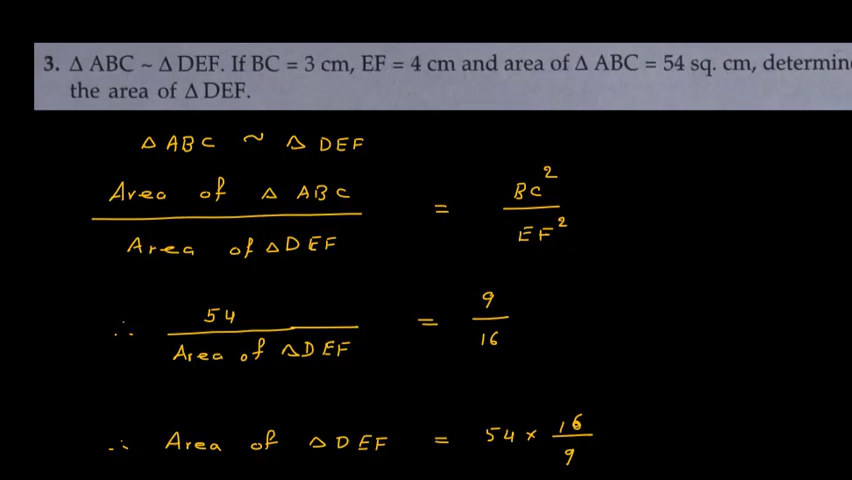 3. Δ ABC ~ Δ DEF. If BC = 3 cm, EF = 4 cm and area of Δ ABC = 54 sq. cm, determin
the area of Δ DEF.
Δ ABC ~ Δ DEF
Area of Δ ABC / Area of Δ DEF = BC² / EF²
∴ 54 / Area of Δ DEF = 9 / 16
∴ Area of Δ DEF = 54 × 16 / 9